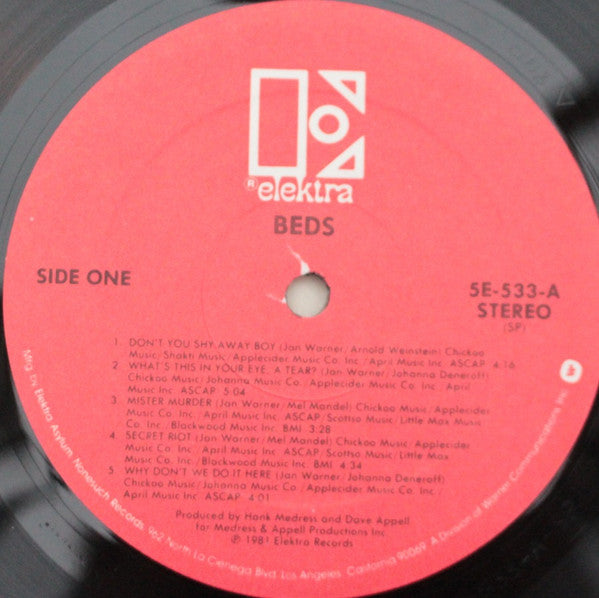 ® elektra
BEDS
SIDE ONE
5E-533-A
STEREO
(SP)
1. DON'T YOU SHY AWAY BOY (Jan Warner/Arnold Weinstein) Chickoo
Music/Shakti Music/Applecider Music Co. Inc./April Music Inc. ASCAP 4:16
2. WHAT'S THIS IN YOUR EYE, A TEAR? (Jan Warner/Johanna Deneroff)
Chickoo Music/Johanna Music Co./Applecider Music Co. Inc./April
Music Inc. ASCAP 5:04
3. MISTER MURDER (Jan Warner/Mel Mandel) Chickoo Music/Applecider
Music Co. Inc./April Music Inc. ASCAP/Scottso Music/Little Max
Music Co. Inc./Blackwood Music Inc. BMI 3:28
4. SECRET RIOT (Jan Warner/Mel Mandel) Chickoo Music/Applecider
Music Co. Inc./April Music Inc. ASCAP/Scottso Music/Little Max
Music Co. Inc./Blackwood Music Inc. BMI 4:34
5. WHY DON'T WE DO IT HERE (Jan Warner/Johanna Deneroff)
Chickoo Music/Johanna Music Co./Applecider Music Co. Inc./
April Music Inc. ASCAP 4:01
Produced by Hank Medress and Dave Appell
for Medress & Appell Productions Inc.
℗ 1981 Elektra Records
Mfg. by Elektra/Asylum/Nonesuch Records, 962 North La Cienega Blvd., Los Angeles, California 90069. A Division of Warner Communications Inc.